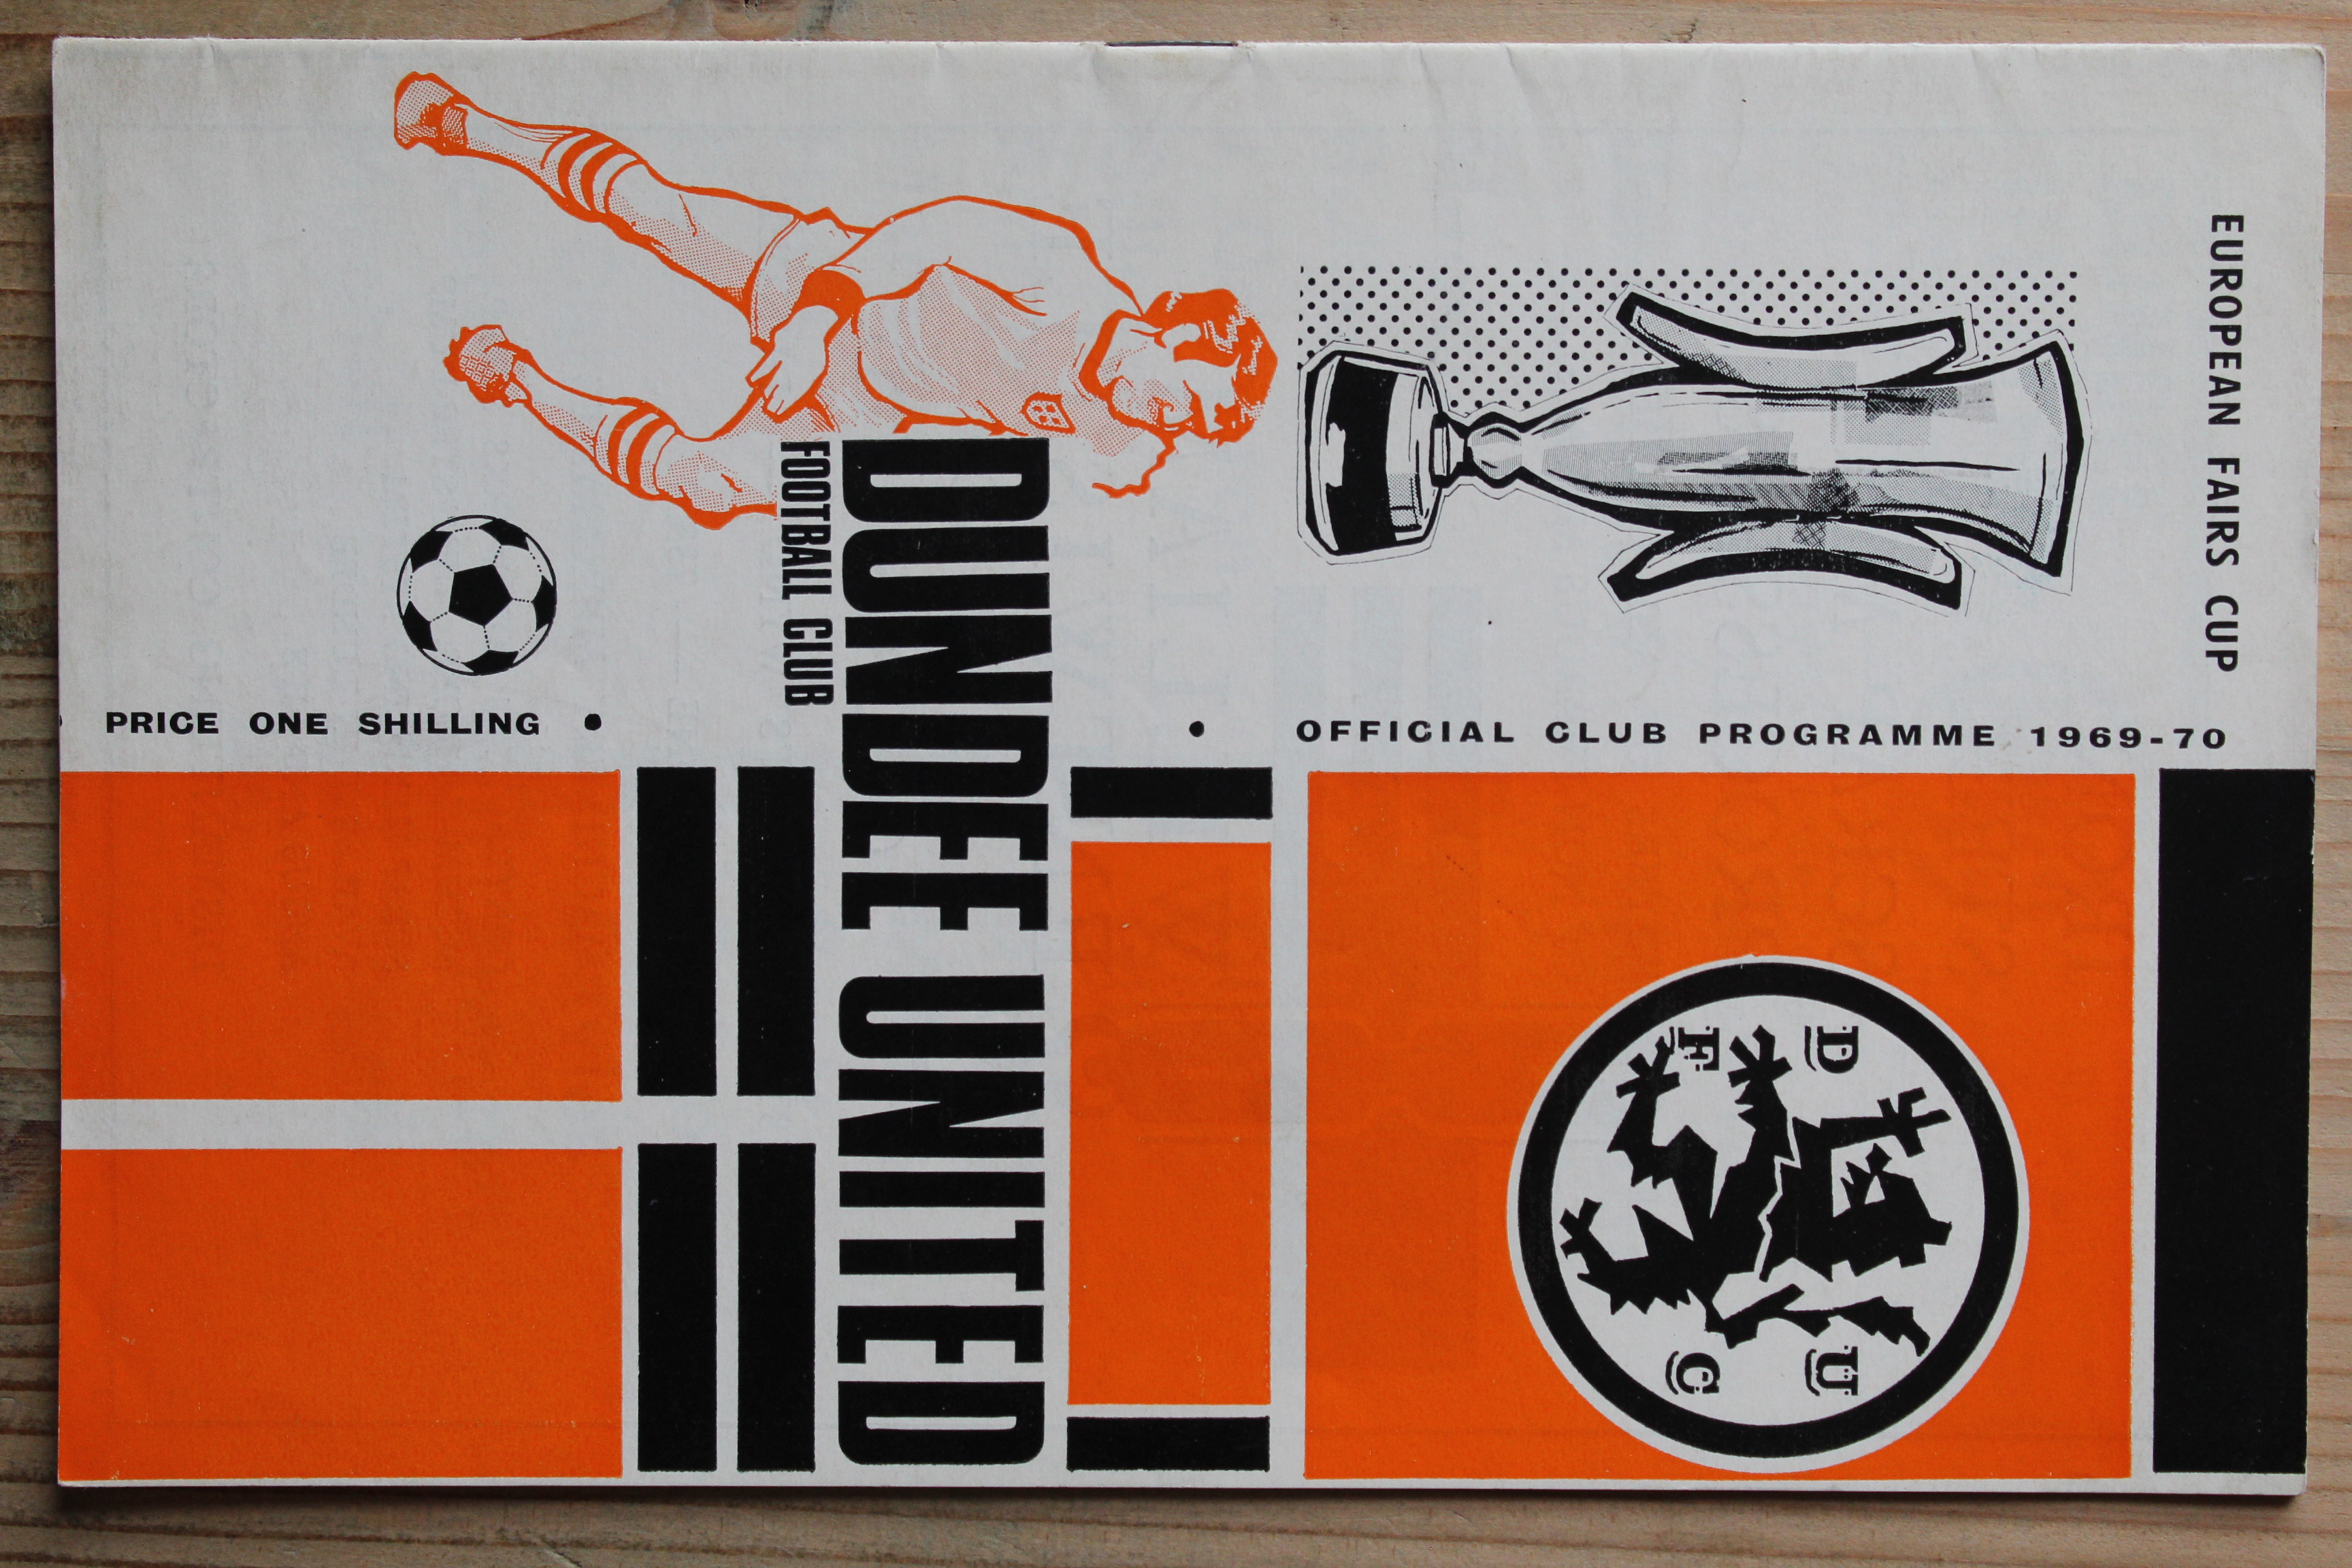 EUROPEAN FAIRS CUP
DUNDEE UNITED
FOOTBALL CLUB
D U
F C
PRICE ONE SHILLING • • OFFICIAL CLUB PROGRAMME 1969-70